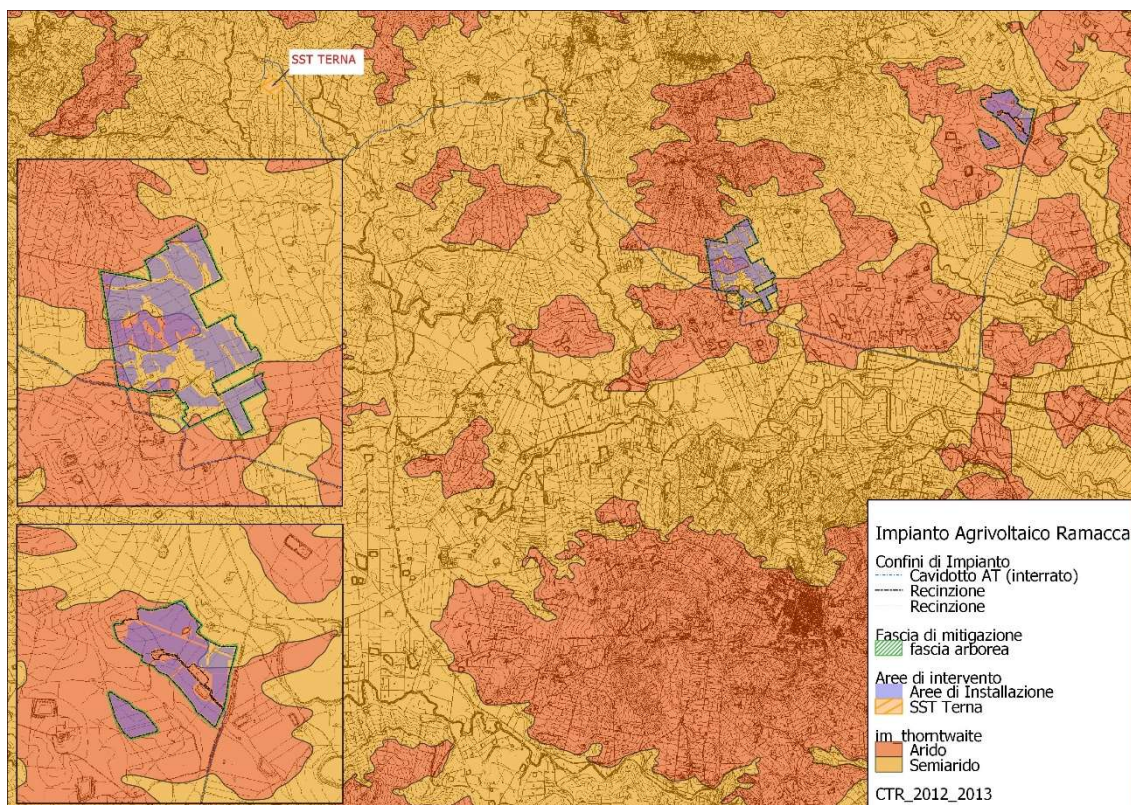 SST TERNA
Impianto Agrivoltaico Ramacca
Confini di Impianto
Cavidotto AT (interrato)
Recinzione
Recinzione
Fascia di mitigazione
fascia arborea
Aree di intervento
Aree di Installazione
SST Terna
im_thorntwaite
Arido
Semiarido
CTR_2012_2013